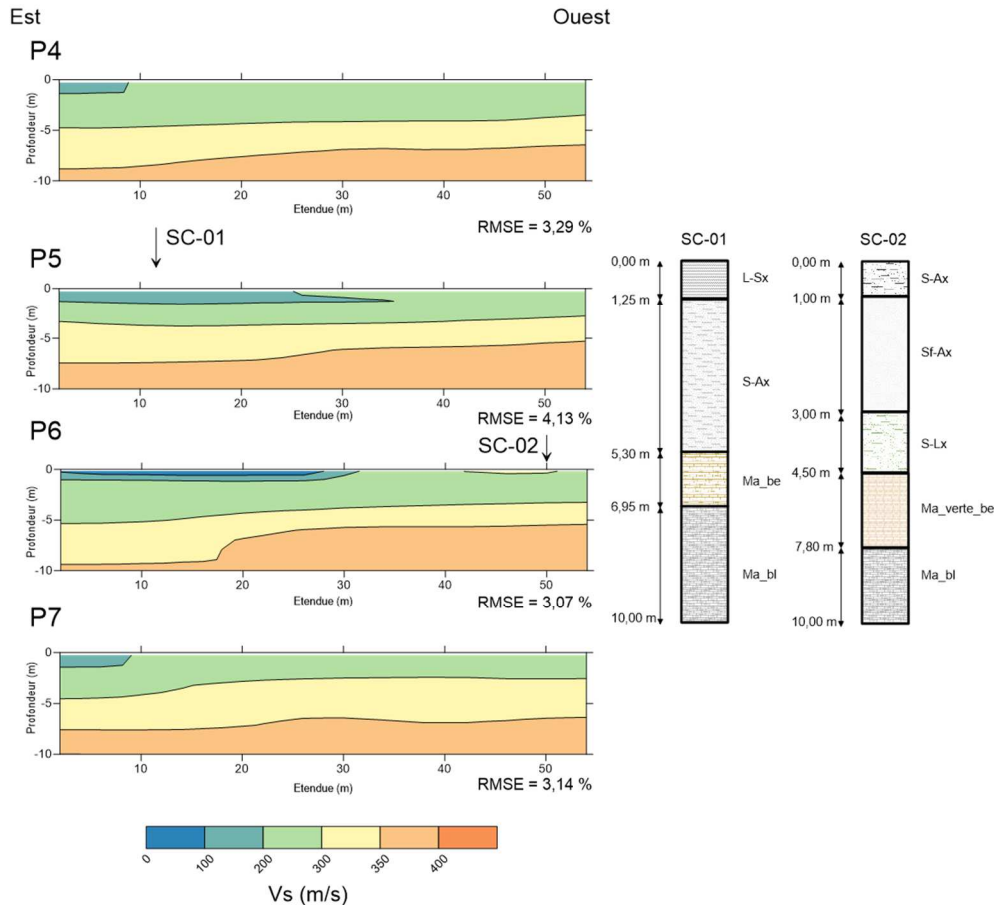 Est
Ouest
P4
0
-5
-10
Profondeur (m)
10
20
30
40
50
Etendue (m)
RMSE = 3,29 %
SC-01
P5
0
-5
-10
Profondeur (m)
10
20
30
40
50
Etendue (m)
RMSE = 4,13 %
SC-02
P6
0
-5
-10
Profondeur (m)
10
20
30
40
50
Etendue (m)
RMSE = 3,07 %
P7
0
-5
-10
Profondeur (m)
10
20
30
40
50
Etendue (m)
RMSE = 3,14 %
0
100
200
300
350
400
Vs (m/s)
SC-01
0,00 m
L-Sx
1,25 m
S-Ax
5,30 m
Ma_be
6,95 m
Ma_bl
10,00 m
SC-02
0,00 m
S-Ax
1,00 m
Sf-Ax
3,00 m
S-Lx
4,50 m
Ma_verte_be
7,80 m
Ma_bl
10,00 m